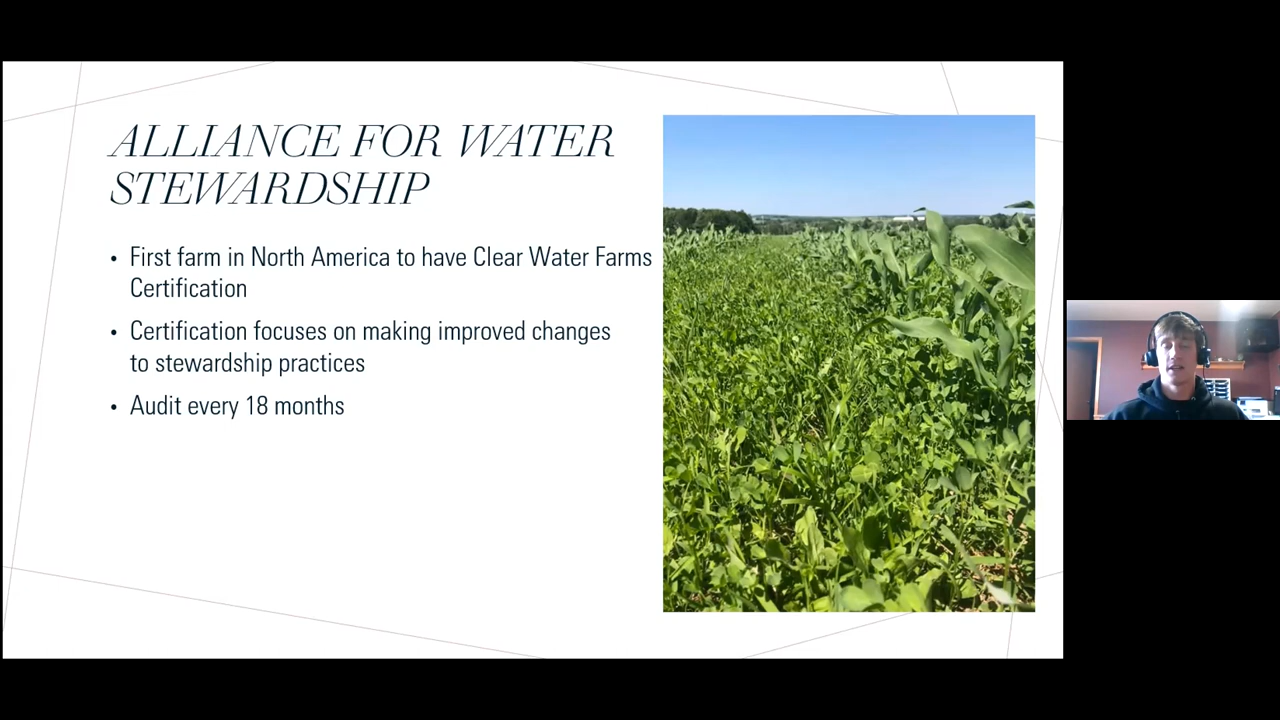 ALLIANCE FOR WATER
STEWARDSHIP
• First farm in North America to have Clear Water Farms
Certification
• Certification focuses on making improved changes
to stewardship practices
• Audit every 18 months